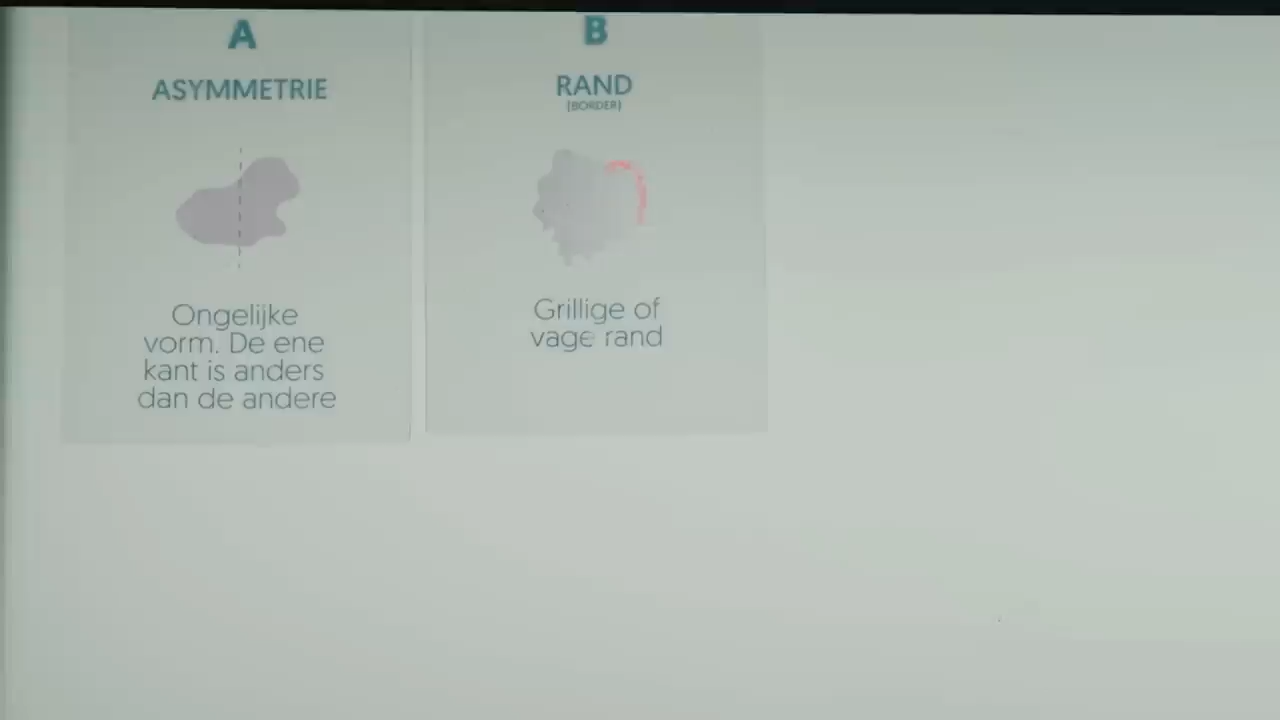 A
ASYMMETRIE
Ongelijke
vorm. De ene
kant is anders
dan de andere
B
RAND
(BORDER)
Grillige of
vage rand